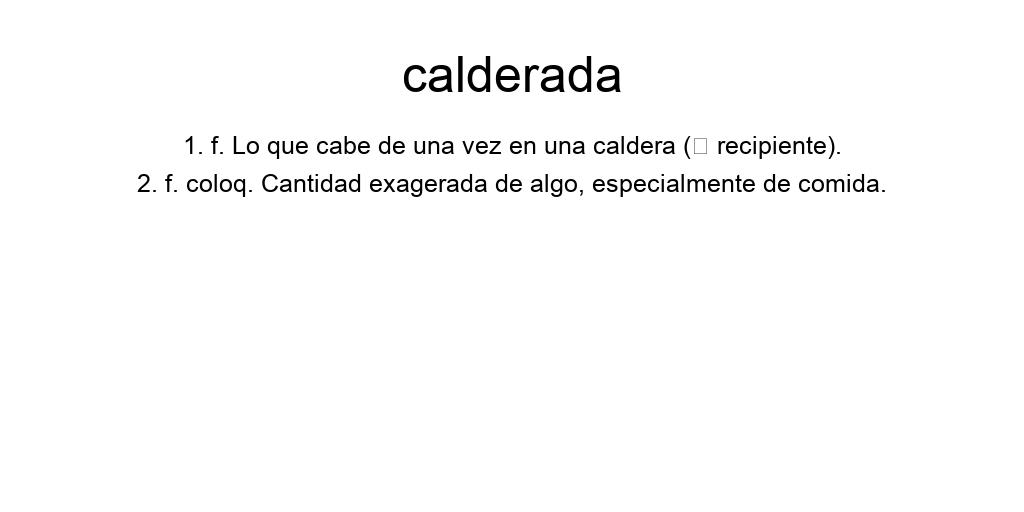 calderada
1. f. Lo que cabe de una vez en una caldera (▯ recipiente).
2. f. coloq. Cantidad exagerada de algo, especialmente de comida.